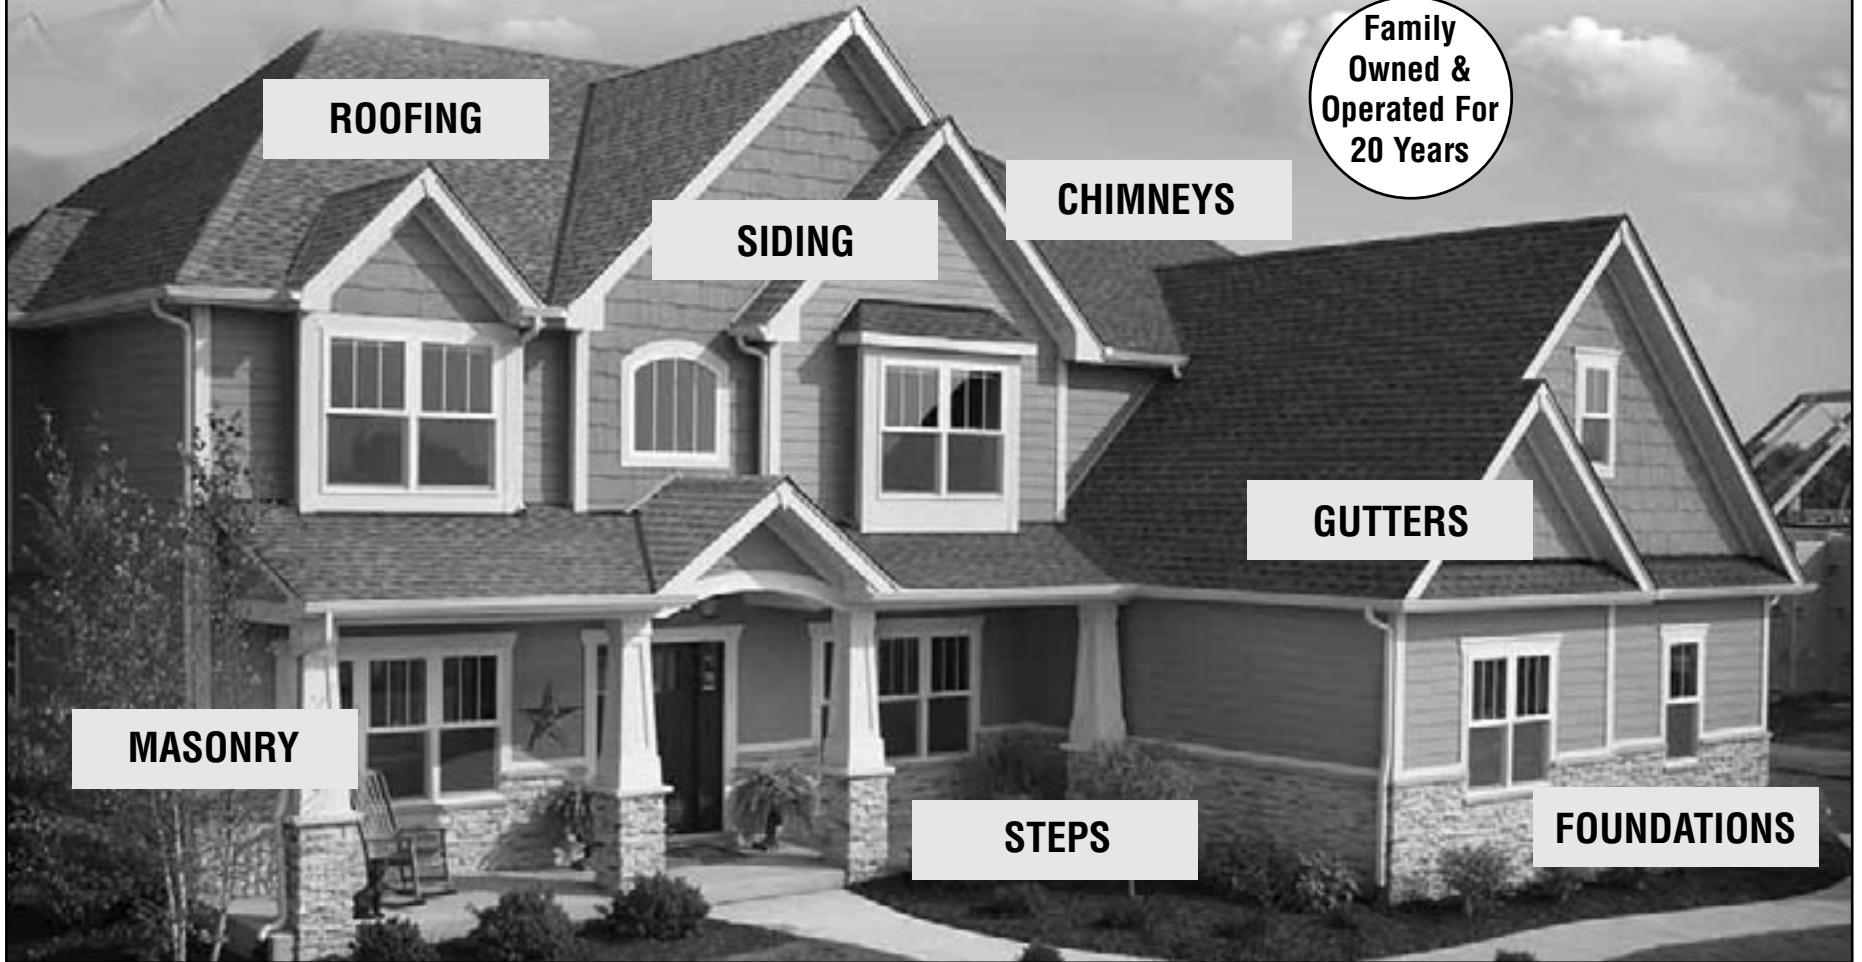 Family
Owned &
Operated For
20 Years
ROOFING
CHIMNEYS
SIDING
GUTTERS
MASONRY
STEPS
FOUNDATIONS